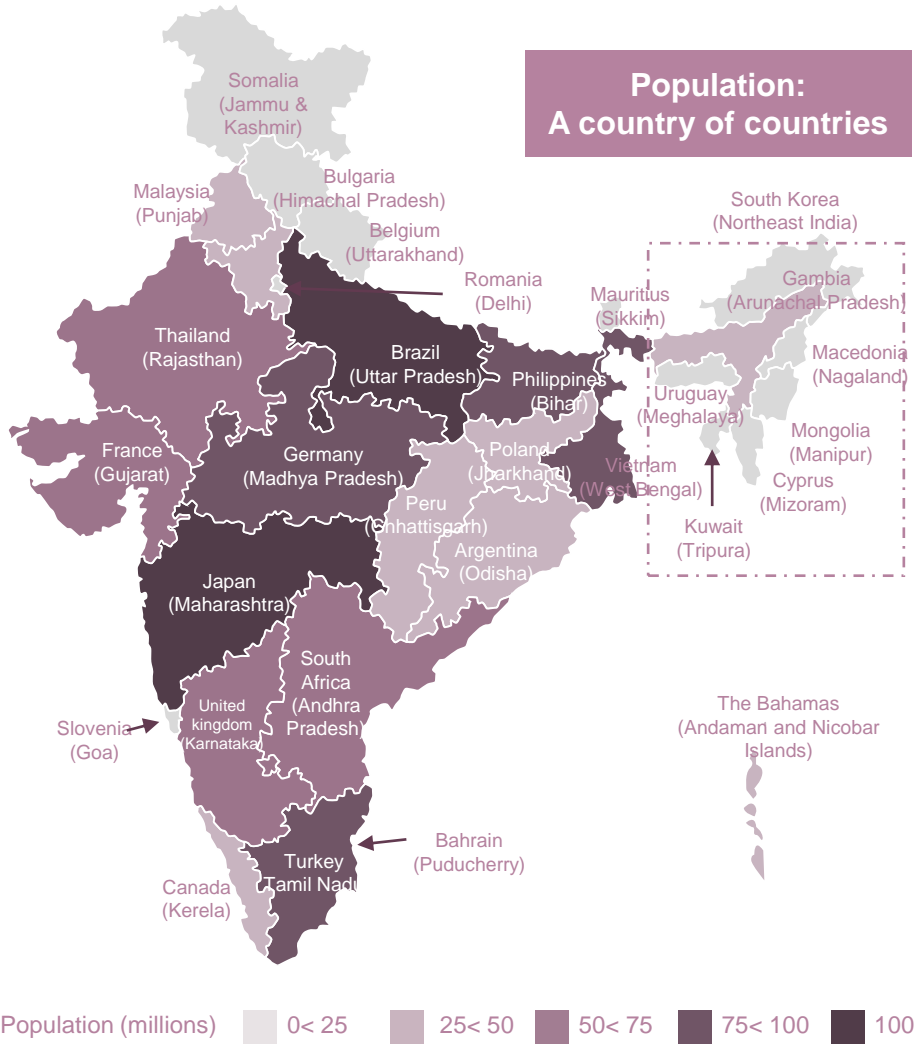 Population:
A country of countries
Somalia
(Jammu &
Kashmir)
Bulgaria
(Himachal Pradesh)
Malaysia
(Punjab)
Belgium
(Uttarakhand)
South Korea
(Northeast India)
Romania
(Delhi)
Mauritius
(Sikkim)
Gambia
(Arunachal Pradesh)
Thailand
(Rajasthan)
Brazil
(Uttar Pradesh)
Philippines
(Bihar)
Macedonia
(Nagaland)
Uruguay
(Meghalaya)
France
(Gujarat)
Germany
(Madhya Pradesh)
Poland
(Jharkhand)
Vietnam
(West Bengal)
Mongolia
(Manipur)
Cyprus
(Mizoram)
Peru
(Chhattisgarh)
Kuwait
(Tripura)
Argentina
(Odisha)
Japan
(Maharashtra)
South
Africa
(Andhra
Pradesh)
United
kingdom
(Karnataka)
Slovenia
(Goa)
The Bahamas
(Andaman and Nicobar
Islands)
Bahrain
(Puducherry)
Turkey
(Tamil Nadu
Canada
(Kerela)
Population (millions) 0< 25 25< 50 50< 75 75< 100 100